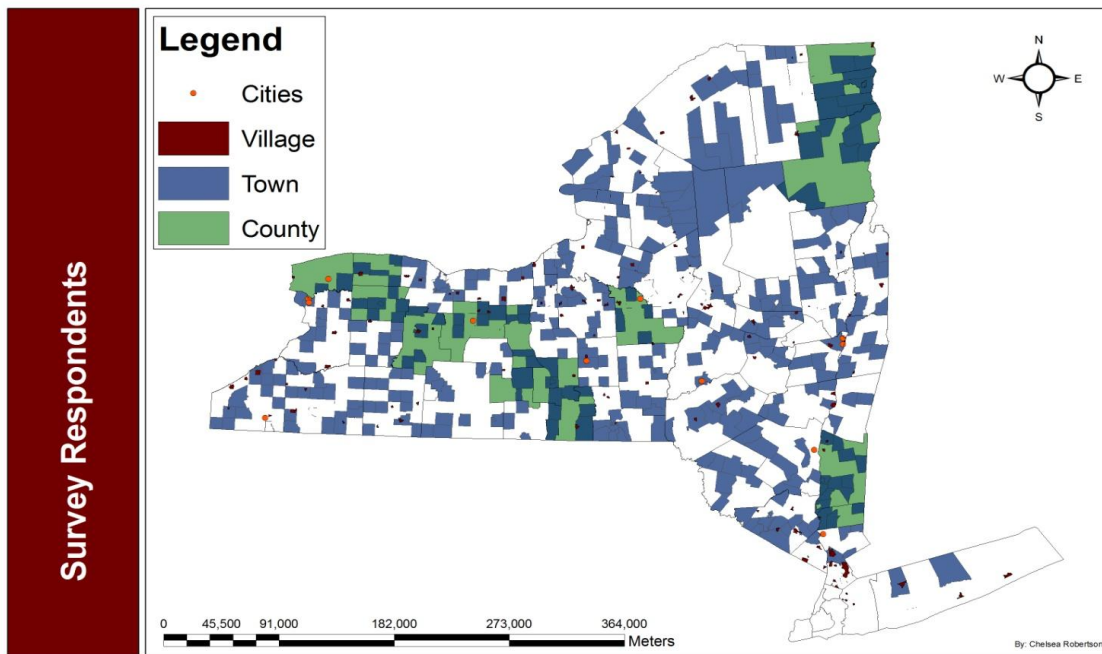 Survey Respondents
Legend
Cities
Village
Town
County
N
W E
S
0 45,500 91,000 182,000 273,000 364,000
Meters
By: Chelsea Robertson